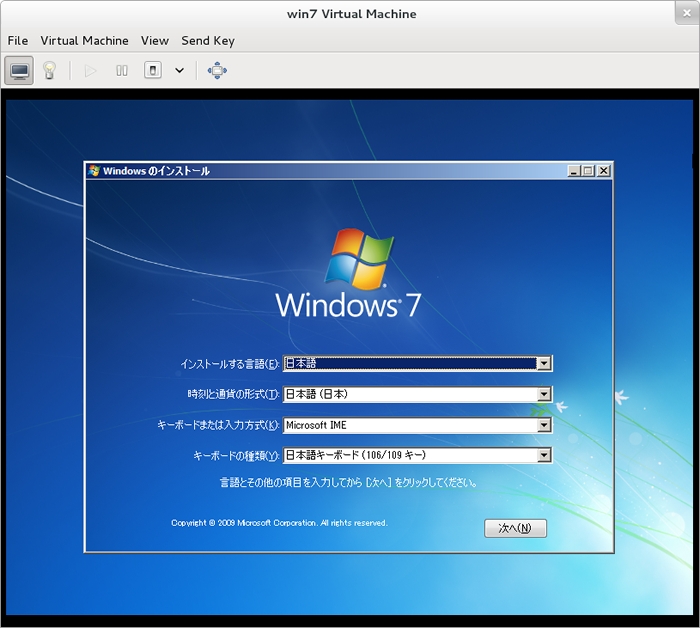 win7 Virtual Machine
File Virtual Machine View Send Key
Windows のインストール
Windows® 7
インストールする言語(E): 日本語
時刻と通貨の形式(T): 日本語 (日本)
キーボードまたは入力方式(K): Microsoft IME
キーボードの種類(Y): 日本語キーボード (106/109 キー)
言語とその他の項目を入力してから [次へ] をクリックしてください。
Copyright © 2009 Microsoft Corporation. All rights reserved.
次へ(N)